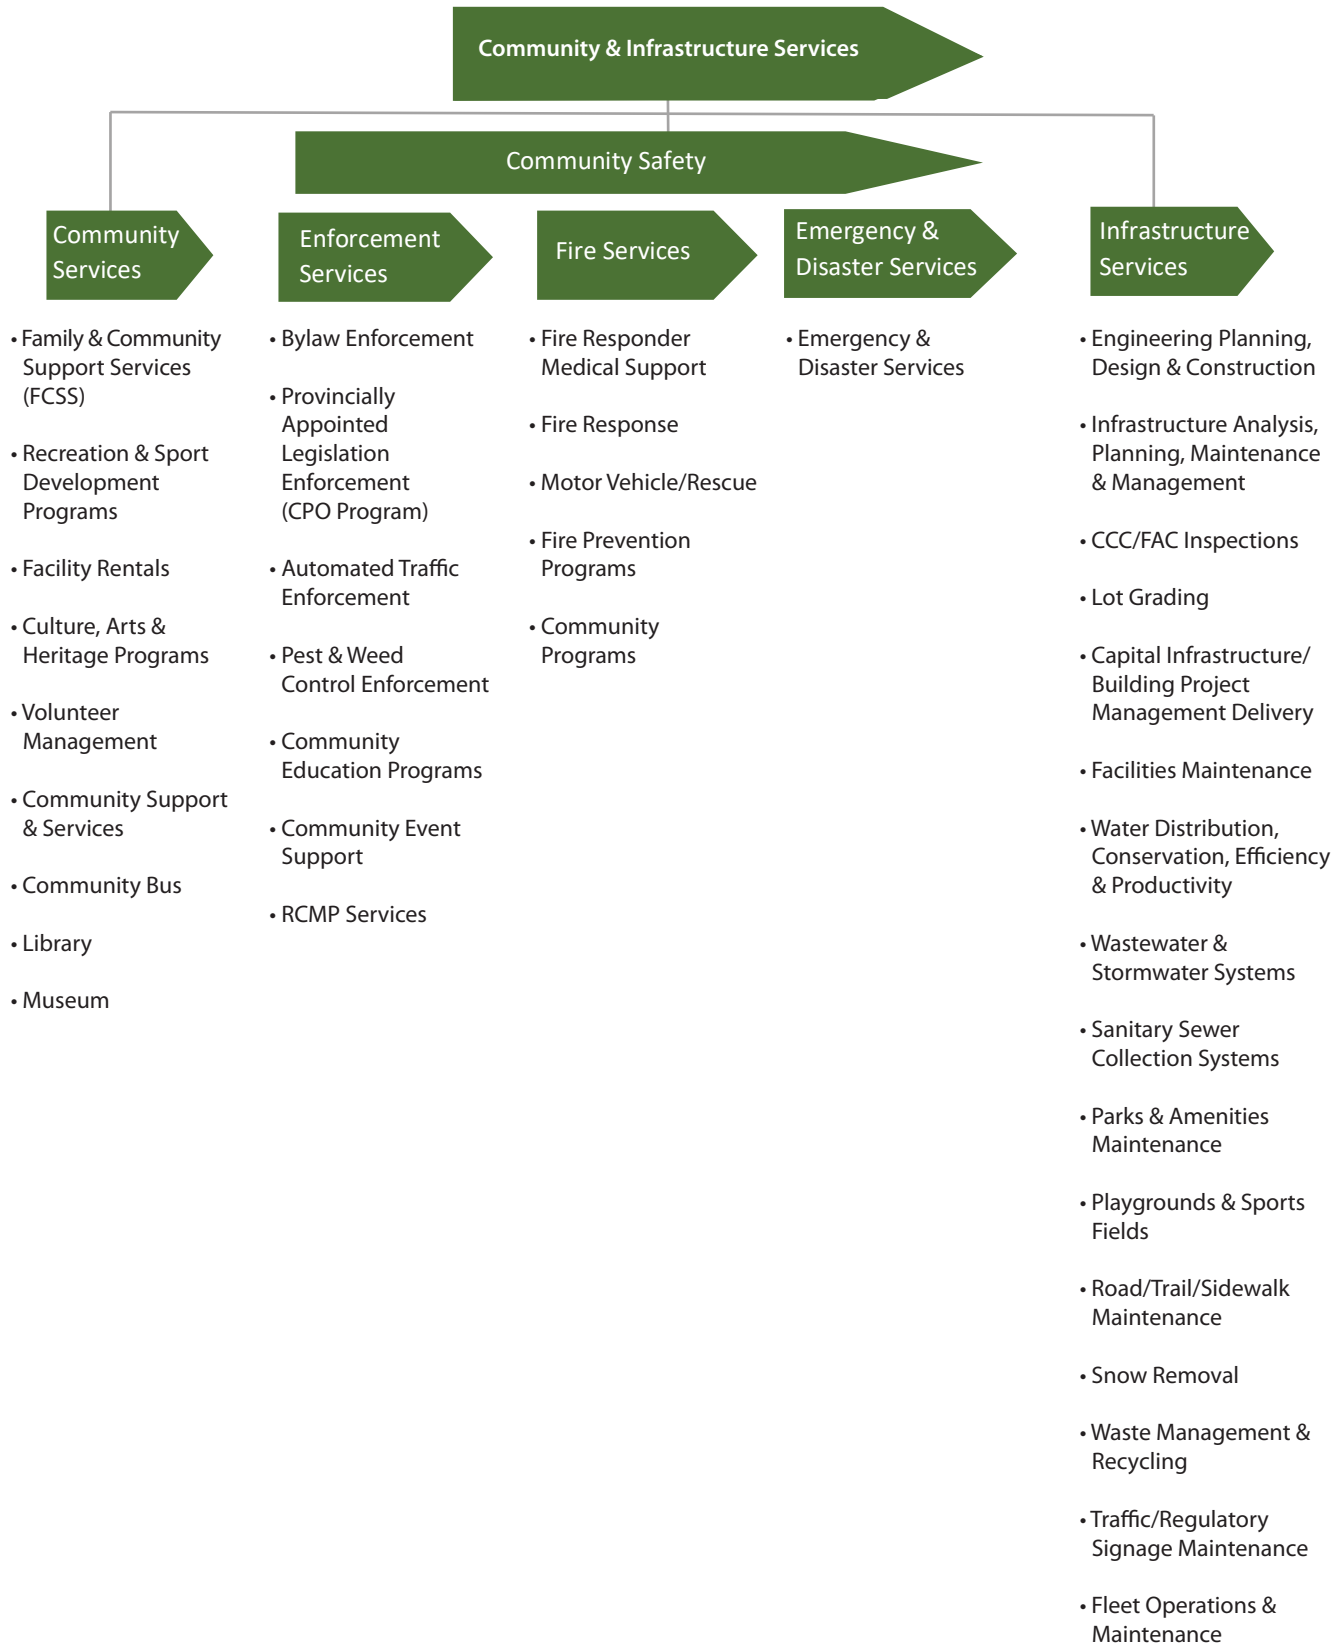 Community & Infrastructure Services
Community Safety
Community
Services
• Family & Community
Support Services
(FCSS)
• Recreation & Sport
Development
Programs
• Facility Rentals
• Culture, Arts &
Heritage Programs
• Volunteer
Management
• Community Support
& Services
• Community Bus
• Library
• Museum
Enforcement
Services
• Bylaw Enforcement
• Provincially
Appointed
Legislation
Enforcement
(CPO Program)
• Automated Traffic
Enforcement
• Pest & Weed
Control Enforcement
• Community
Education Programs
• Community Event
Support
• RCMP Services
Fire Services
• Fire Responder
Medical Support
• Fire Response
• Motor Vehicle/Rescue
• Fire Prevention
Programs
• Community
Programs
Emergency &
Disaster Services
• Emergency &
Disaster Services
Infrastructure
Services
• Engineering Planning,
Design & Construction
• Infrastructure Analysis,
Planning, Maintenance
& Management
• CCC/FAC Inspections
• Lot Grading
• Capital Infrastructure/
Building Project
Management Delivery
• Facilities Maintenance
• Water Distribution,
Conservation, Efficiency
& Productivity
• Wastewater &
Stormwater Systems
• Sanitary Sewer
Collection Systems
• Parks & Amenities
Maintenance
• Playgrounds & Sports
Fields
• Road/Trail/Sidewalk
Maintenance
• Snow Removal
• Waste Management &
Recycling
• Traffic/Regulatory
Signage Maintenance
• Fleet Operations &
Maintenance